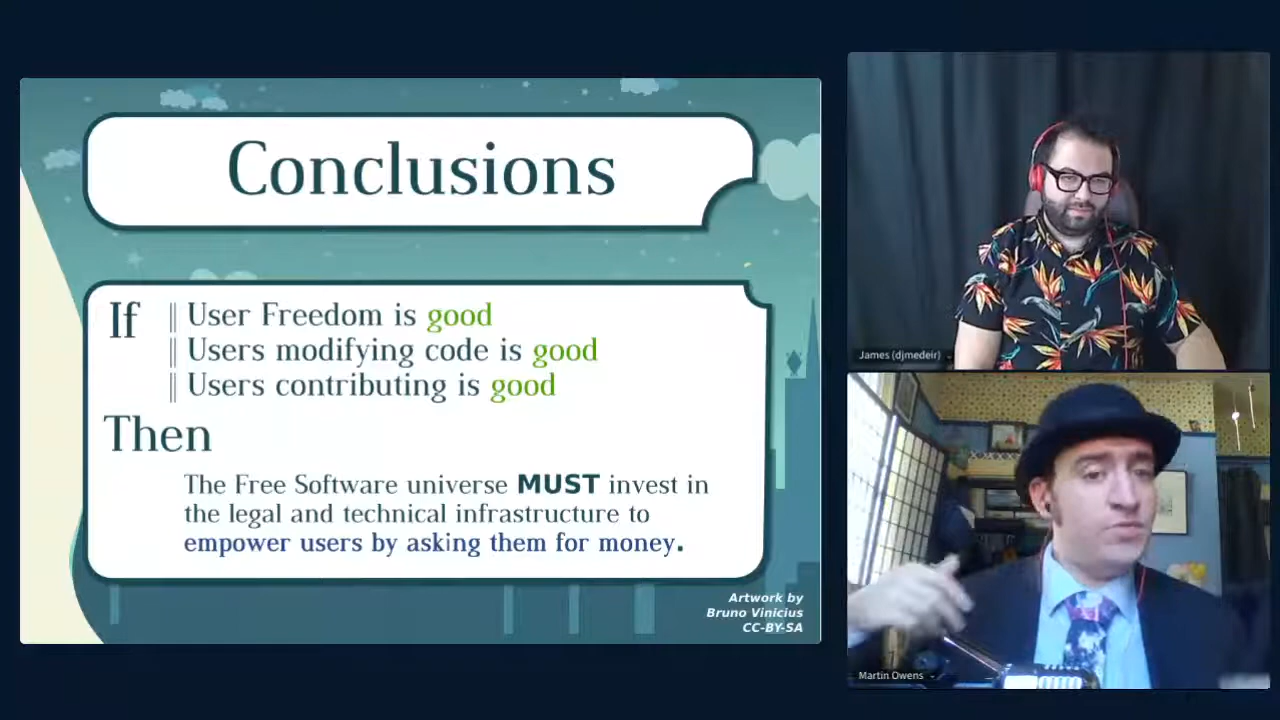 Conclusions
If
User Freedom is good
Users modifying code is good
Users contributing is good
Then
The Free Software universe MUST invest in
the legal and technical infrastructure to
empower users by asking them for money.
Artwork by
Bruno Vinicius
CC-BY-SA
James (djmedeir)
Martin Owens